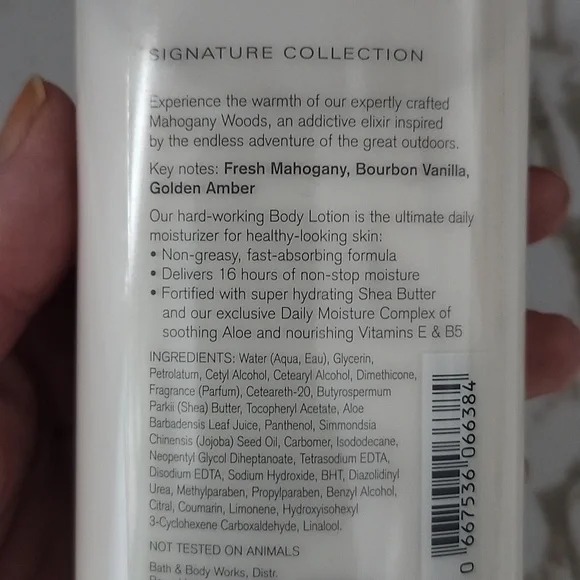 SIGNATURE COLLECTION
Experience the warmth of our expertly crafted
Mahogany Woods, an addictive elixir inspired
by the endless adventure of the great outdoors.
Key notes: Fresh Mahogany, Bourbon Vanilla,
Golden Amber
Our hard-working Body Lotion is the ultimate daily
moisturizer for healthy-looking skin:
• Non-greasy, fast-absorbing formula
• Delivers 16 hours of non-stop moisture
• Fortified with super hydrating Shea Butter
and our exclusive Daily Moisture Complex of
soothing Aloe and nourishing Vitamins E & B5
INGREDIENTS: Water (Aqua, Eau), Glycerin,
Petrolatum, Cetyl Alcohol, Cetearyl Alcohol, Dimethicone,
Fragrance (Parfum), Ceteareth-20, Butyrospermum
Parkii (Shea) Butter, Tocopheryl Acetate, Aloe
Barbadensis Leaf Juice, Panthenol, Simmondsia
Chinensis (Jojoba) Seed Oil, Carbomer, Isododecane,
Neopentyl Glycol Diheptanoate, Tetrasodium EDTA,
Disodium EDTA, Sodium Hydroxide, BHT, Diazolidinyl
Urea, Methylparaben, Propylparaben, Benzyl Alcohol,
Citral, Coumarin, Limonene, Hydroxyisohexyl
3-Cyclohexene Carboxaldehyde, Linalool.
NOT TESTED ON ANIMALS
Bath & Body Works, Distr.
0 667536 066384